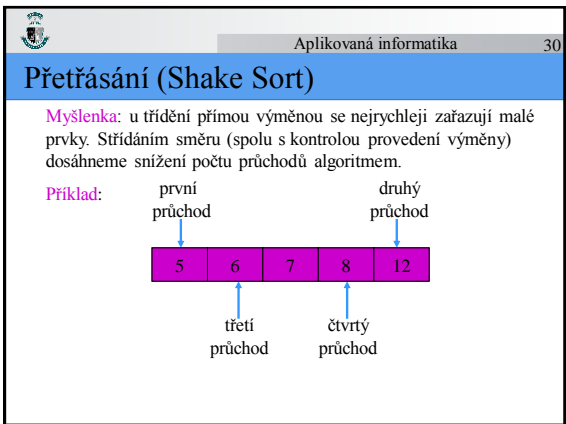 Aplikovaná informatika 30
Přetřásání (Shake Sort)
Myšlenka: u třídění přímou výměnou se nejrychleji zařazují malé
prvky. Střídáním směru (spolu s kontrolou provedení výměny)
dosáhneme snížení počtu průchodů algoritmem.
Příklad:
první
průchod
druhý
průchod
5 6 7 8 12
třetí
průchod
čtvrtý
průchod